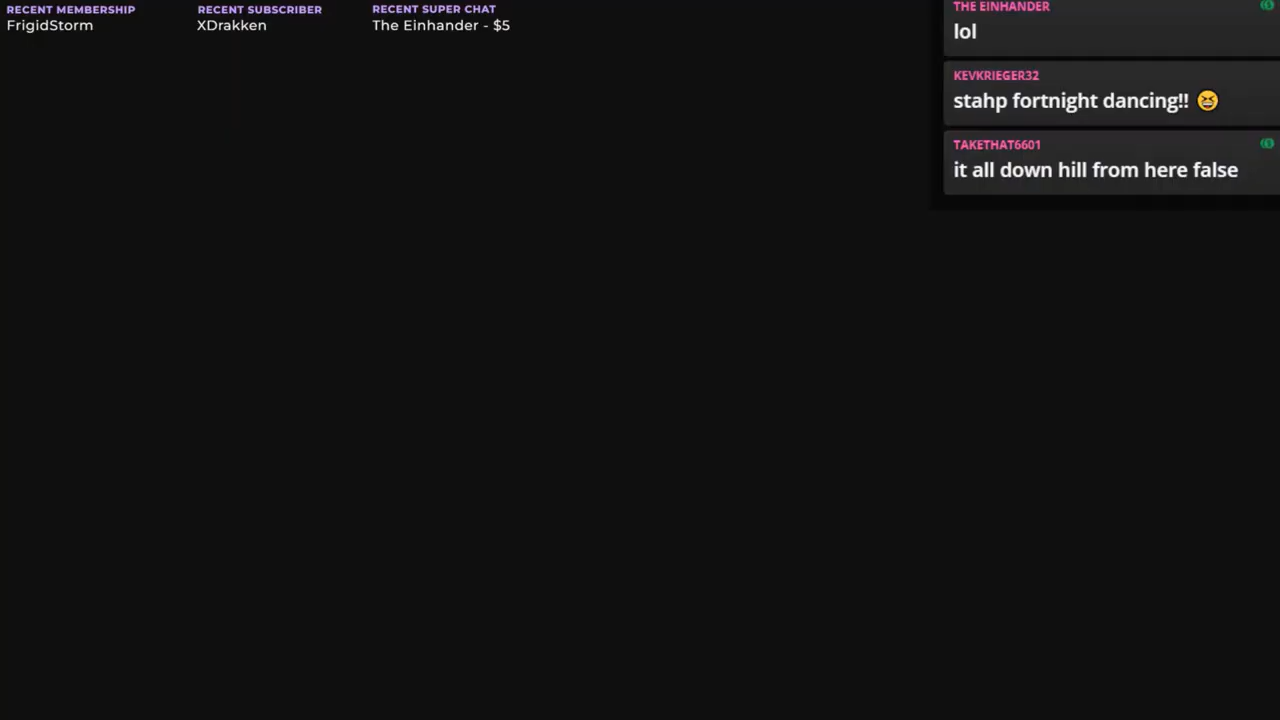 RECENT MEMBERSHIP
FrigidStorm
RECENT SUBSCRIBER
XDrakken
RECENT SUPER CHAT
The Einhander - $5
THE EINHANDER
lol
KEVKRIEGER32
stahp fortnight dancing!! 😆
TAKETHAT6601
it all down hill from here false